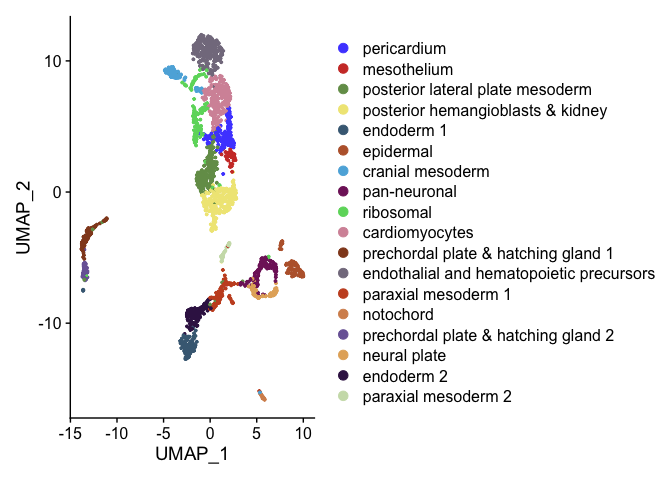 10
0
-10
UMAP_2
-15
-10
-5
0
5
10
UMAP_1
pericardium
mesothelium
posterior lateral plate mesoderm
posterior hemangioblasts & kidney
endoderm 1
epidermal
cranial mesoderm
pan-neuronal
ribosomal
cardiomyocytes
prechordal plate & hatching gland 1
endothalial and hematopoietic precursors
paraxial mesoderm 1
notochord
prechordal plate & hatching gland 2
neural plate
endoderm 2
paraxial mesoderm 2